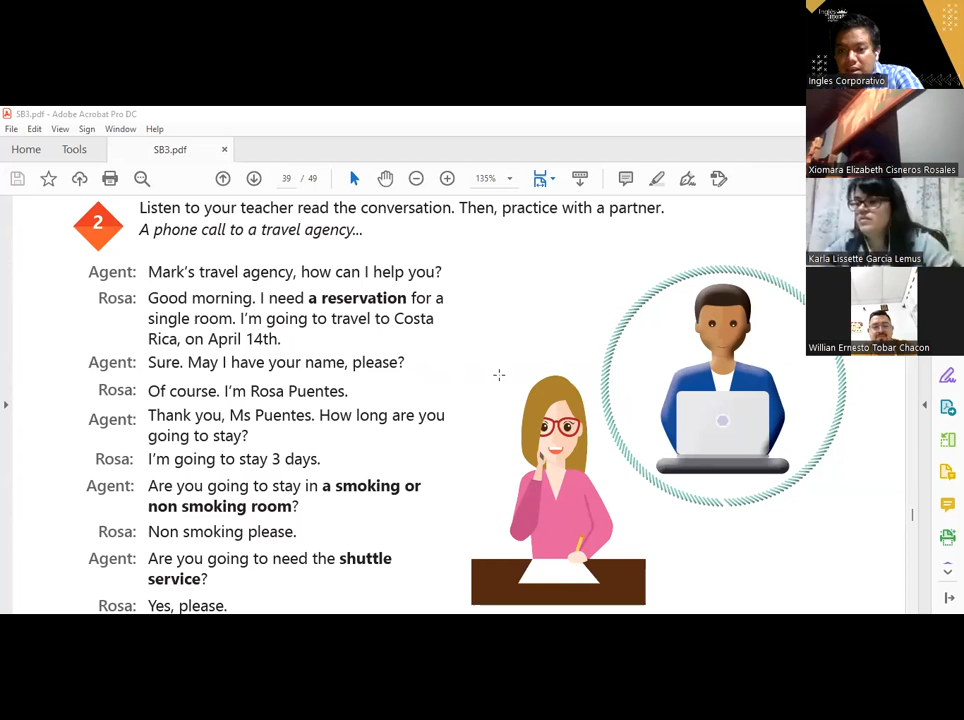 Inglés
Ingles Corporativo
SB3.pdf - Adobe Acrobat Pro DC
File Edit View Sign Window Help
Home Tools SB3.pdf ×
39 / 49 135%
Xiomara Elizabeth Cisneros Rosales
Karla Lissette Garcia Lemus
Willian Ernesto Tobar Chacon
2
Listen to your teacher read the conversation. Then, practice with a partner.
A phone call to a travel agency...
Agent: Mark's travel agency, how can I help you?
Rosa: Good morning. I need a reservation for a
single room. I'm going to travel to Costa
Rica, on April 14th.
Agent: Sure. May I have your name, please?
Rosa: Of course. I'm Rosa Puentes.
Agent: Thank you, Ms Puentes. How long are you
going to stay?
Rosa: I'm going to stay 3 days.
Agent: Are you going to stay in a smoking or
non smoking room?
Rosa: Non smoking please.
Agent: Are you going to need the shuttle
service?
Rosa: Yes, please.